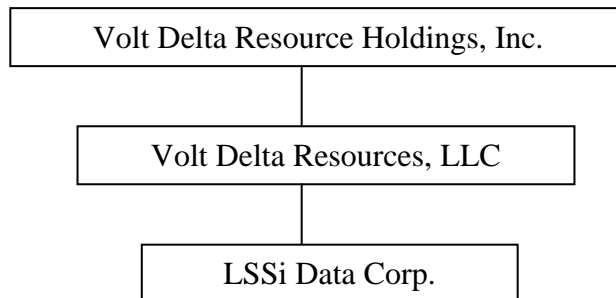 Volt Delta Resource Holdings, Inc.
Volt Delta Resources, LLC
LSSi Data Corp.